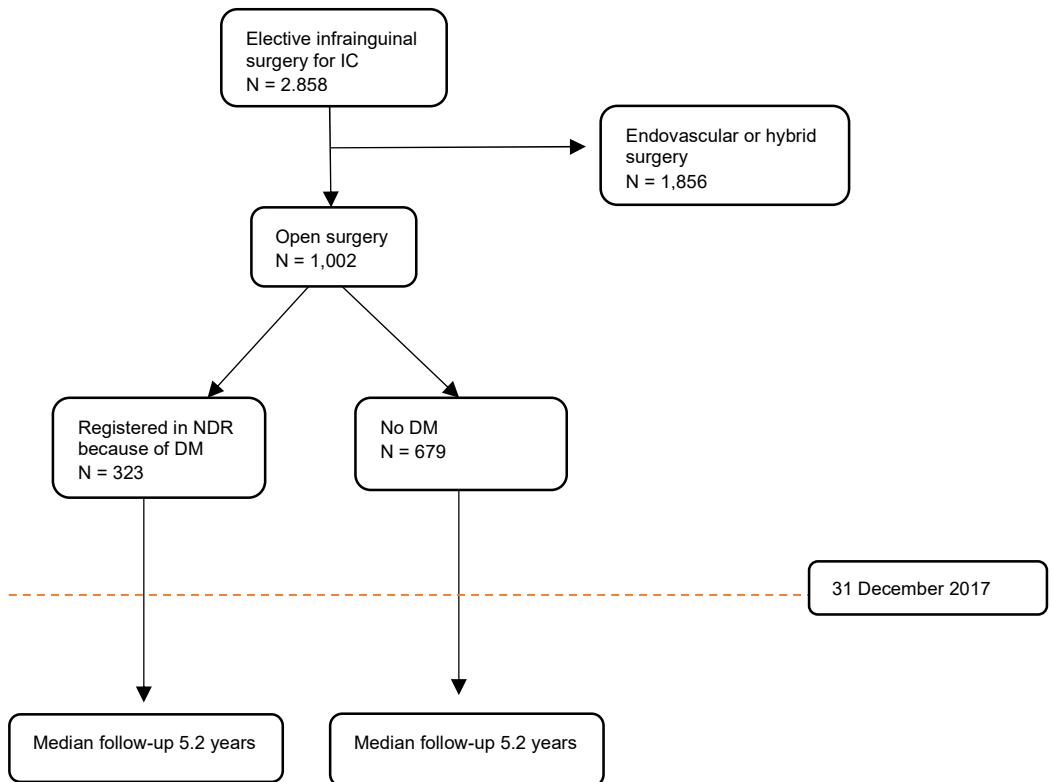 Elective infrainguinal
surgery for IC
N = 2.858
Endovascular or hybrid
surgery
N = 1,856
Open surgery
N = 1,002
Registered in NDR
because of DM
N = 323
No DM
N = 679
31 December 2017
Median follow-up 5.2 years
Median follow-up 5.2 years